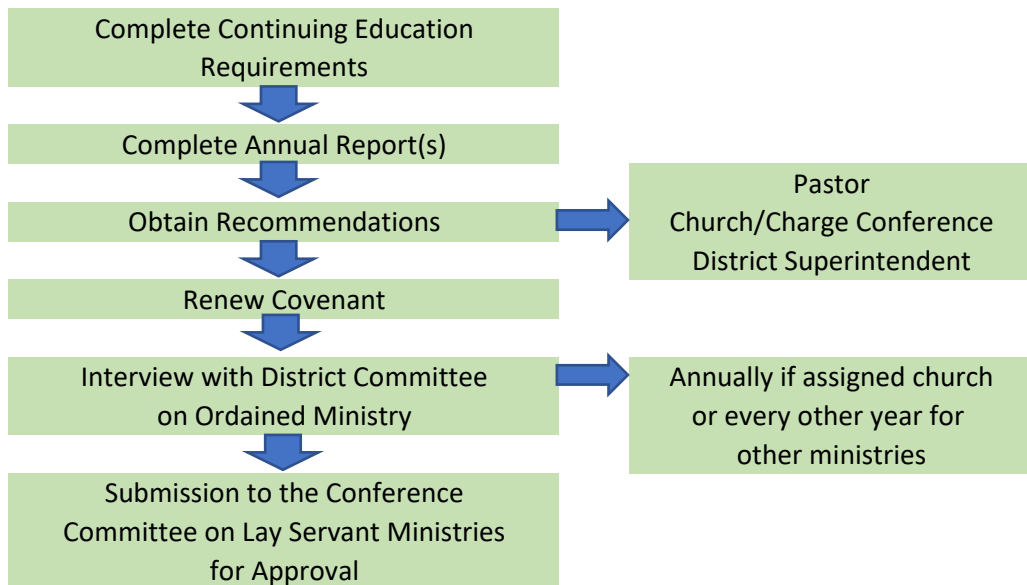 Complete Continuing Education
Requirements
Complete Annual Report(s)
Obtain Recommendations
Pastor
Church/Charge Conference
District Superintendent
Renew Covenant
Interview with District Committee
on Ordained Ministry
Annually if assigned church
or every other year for
other ministries
Submission to the Conference
Committee on Lay Servant Ministries
for Approval